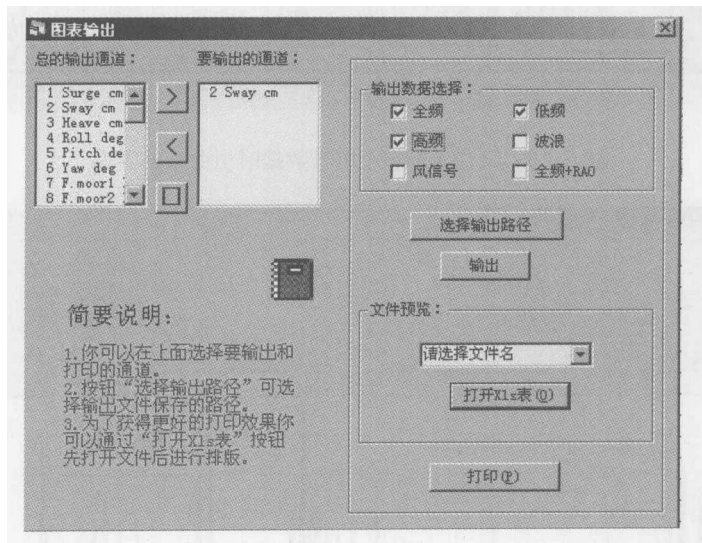 图表输出
总的输出通道：
要输出的通道：
1 Surge cm
2 Sway cm
3 Heave cm
4 Roll deg
5 Pitch de
6 Yaw deg
7 F.moor1
8 F.moor2
>
<
2 Sway cm
输出数据选择：
全频
低频
高频
波浪
风信号
全频+RAO
选择输出路径
输出
简要说明：
1.你可以在上面选择要输出和
打印的通道。
2.按钮“选择输出路径”可选
择输出文件保存的路径。
3.为了获得更好的打印效果你
可以通过“打开Xls表”按钮
先打开文件后进行排版。
文件预览：
请选择文件名
打开Xls表(O)
打印(P)